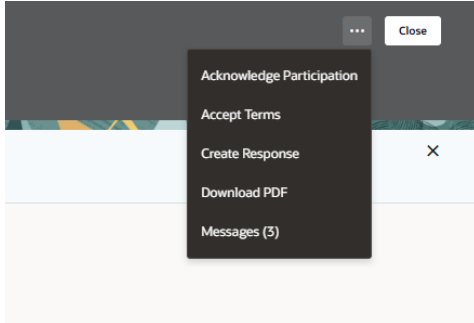 ... Close
Acknowledge Participation
Accept Terms
Create Response
Download PDF
Messages (3)